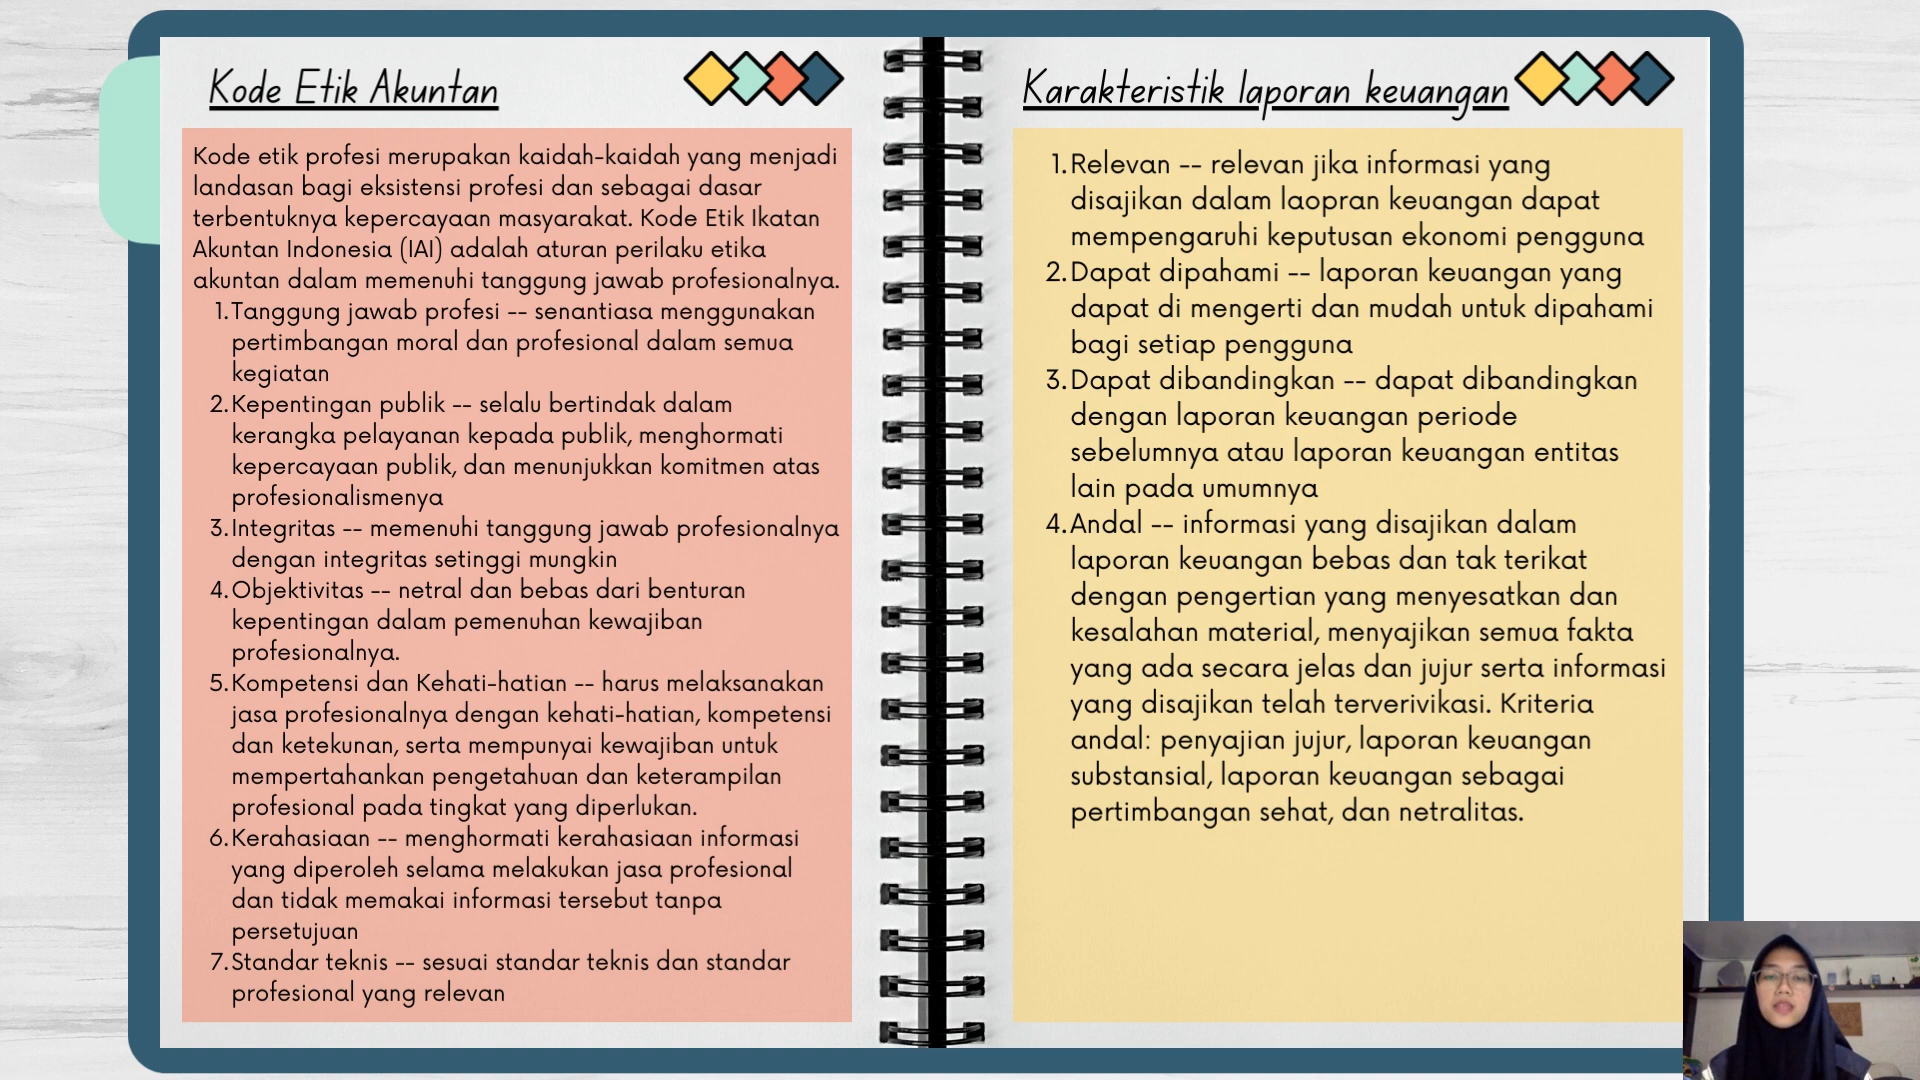 Kode Etik Akuntan
Kode etik profesi merupakan kaidah-kaidah yang menjadi
landasan bagi eksistensi profesi dan sebagai dasar
terbentuknya kepercayaan masyarakat. Kode Etik Ikatan
Akuntan Indonesia (IAI) adalah aturan perilaku etika
akuntan dalam memenuhi tanggung jawab profesionalnya.
1. Tanggung jawab profesi -- senantiasa menggunakan
pertimbangan moral dan profesional dalam semua
kegiatan
2. Kepentingan publik -- selalu bertindak dalam
kerangka pelayanan kepada publik, menghormati
kepercayaan publik, dan menunjukkan komitmen atas
profesionalismenya
3. Integritas -- memenuhi tanggung jawab profesionalnya
dengan integritas setinggi mungkin
4. Objektivitas -- netral dan bebas dari benturan
kepentingan dalam pemenuhan kewajiban
profesionalnya.
5. Kompetensi dan Kehati-hatian -- harus melaksanakan
jasa profesionalnya dengan kehati-hatian, kompetensi
dan ketekunan, serta mempunyai kewajiban untuk
mempertahankan pengetahuan dan keterampilan
profesional pada tingkat yang diperlukan.
6. Kerahasiaan -- menghormati kerahasiaan informasi
yang diperoleh selama melakukan jasa profesional
dan tidak memakai informasi tersebut tanpa
persetujuan
7. Standar teknis -- sesuai standar teknis dan standar
profesional yang relevan
Karakteristik laporan keuangan
1. Relevan -- relevan jika informasi yang
disajikan dalam laopran keuangan dapat
mempengaruhi keputusan ekonomi pengguna
2. Dapat dipahami -- laporan keuangan yang
dapat di mengerti dan mudah untuk dipahami
bagi setiap pengguna
3. Dapat dibandingkan -- dapat dibandingkan
dengan laporan keuangan periode
sebelumnya atau laporan keuangan entitas
lain pada umumnya
4. Andal -- informasi yang disajikan dalam
laporan keuangan bebas dan tak terikat
dengan pengertian yang menyesatkan dan
kesalahan material, menyajikan semua fakta
yang ada secara jelas dan jujur serta informasi
yang disajikan telah terverivikasi. Kriteria
andal: penyajian jujur, laporan keuangan
substansial, laporan keuangan sebagai
pertimbangan sehat, dan netralitas.